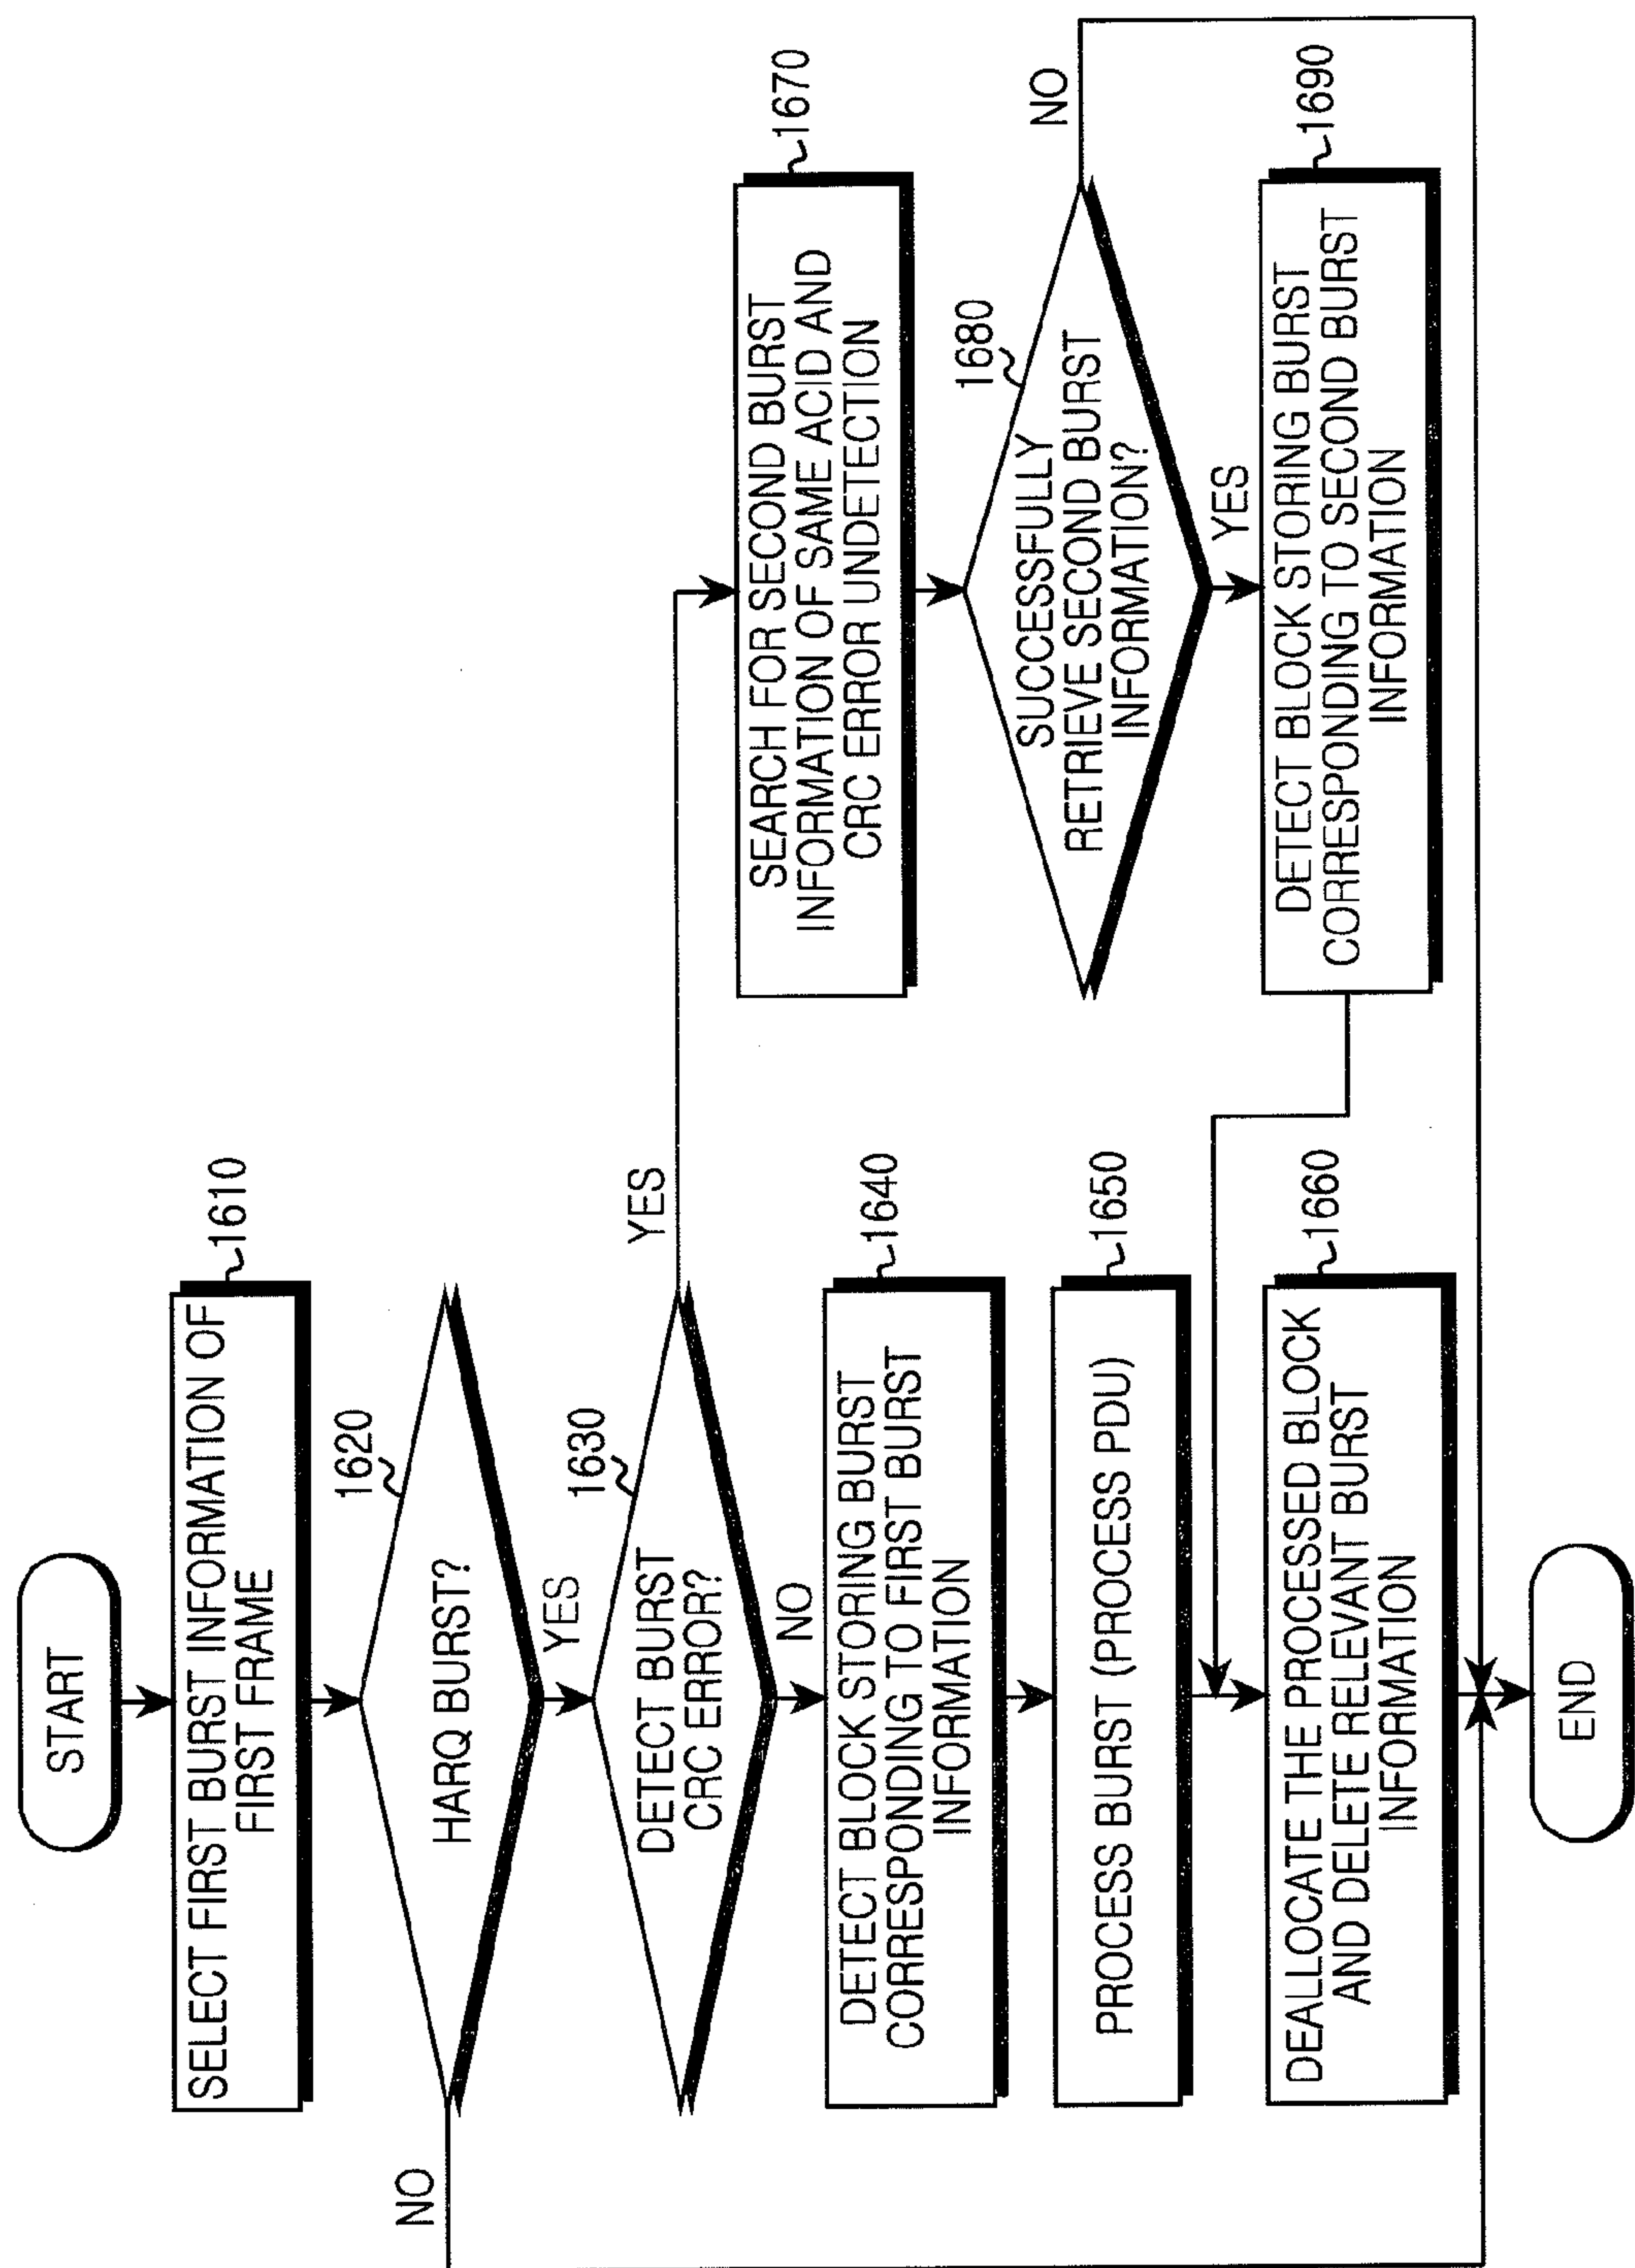 START
SELECT FIRST BURST INFORMATION OF
FIRST FRAME
1610
HARQ BURST?
1620
NO
YES
DETECT BURST
CRC ERROR?
1630
YES
NO
DETECT BLOCK STORING BURST
CORRESPONDING TO FIRST BURST
INFORMATION
1640
PROCESS BURST (PROCESS PDU)
1650
DEALLOCATE THE PROCESSED BLOCK
AND DELETE RELEVANT BURST
INFORMATION
1660
END
SEARCH FOR SECOND BURST
INFORMATION OF SAME ACID AND
CRC ERROR UNDETECTION
1670
SUCCESSFULLY
RETRIEVE SECOND BURST
INFORMATION?
1680
NO
YES
DETECT BLOCK STORING BURST
CORRESPONDING TO SECOND BURST
INFORMATION
1690